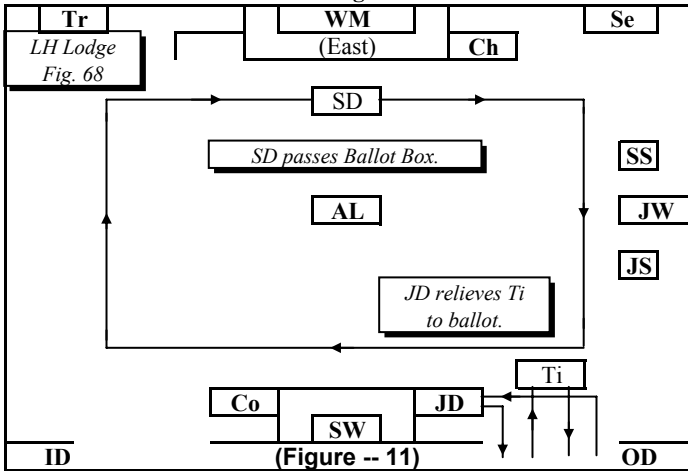 Tr
WM
Se
LH Lodge
Fig. 68
(East)
Ch
SD
SD passes Ballot Box.
SS
AL
JW
JS
JD relieves Ti
to ballot.
Ti
Co
JD
SW
ID
(Figure -- 11)
OD